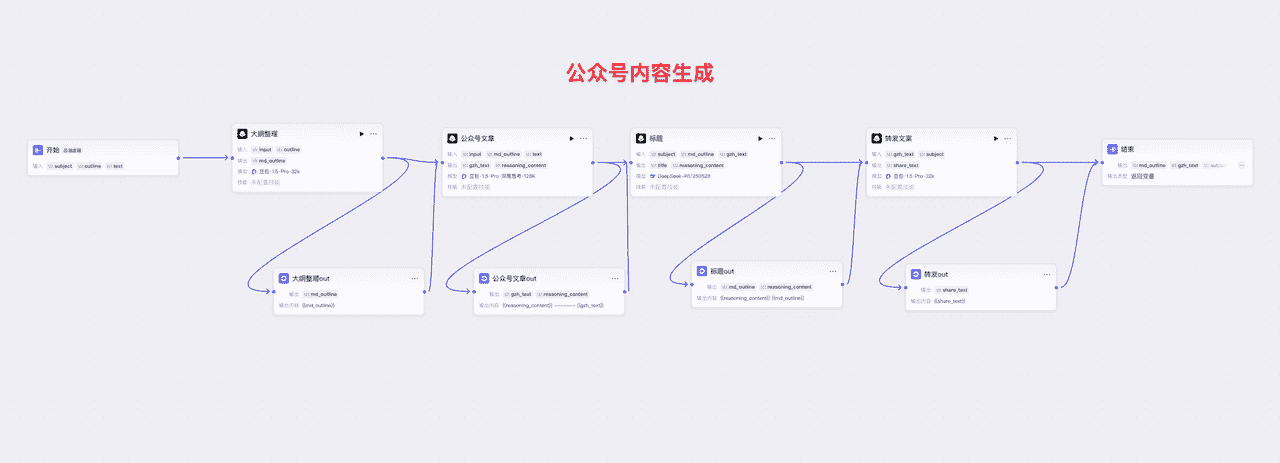 公众号内容生成
开始
输入 subject outline text
大纲整理
输入 input outline
输出 md_outline
模型 豆包·1.5·Pro·32k
技能 未配置技能
公众号文章
输入 input md_outline text
输出 gzh_text reasoning_content
模型 豆包·1.5·Pro·深度思考·128K
技能 未配置技能
标题
输入 subject md_outline gzh_text
输出 title reasoning_content
模型 DeepSeek-R1/250528
技能 未配置技能
转发文案
输入 gzh_text subject
输出 share_text
模型 豆包·1.5·Pro·32k
技能 未配置技能
结束
输出 md_outline gzh_text
输出类型 返回变量
大纲整理out
输出 md_outline
输出内容 {{md_outline}}
公众号文章out
输出 gzh_text reasoning_content
输出内容 {{reasoning_content}} ------ {{gzh_text}}
标题out
输出 md_outline reasoning_content
输出内容 {{reasoning_content}} {{md_outline}}
转发out
输出 share_text
输出内容 {{share_text}}